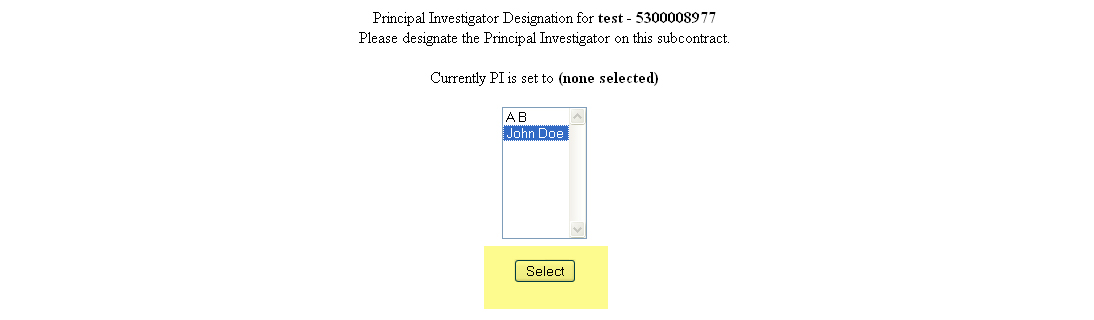 Principal Investigator Designation for test - 5300008977
Please designate the Principal Investigator on this subcontract.
Currently PI is set to (none selected)
A B
John Doe
Select